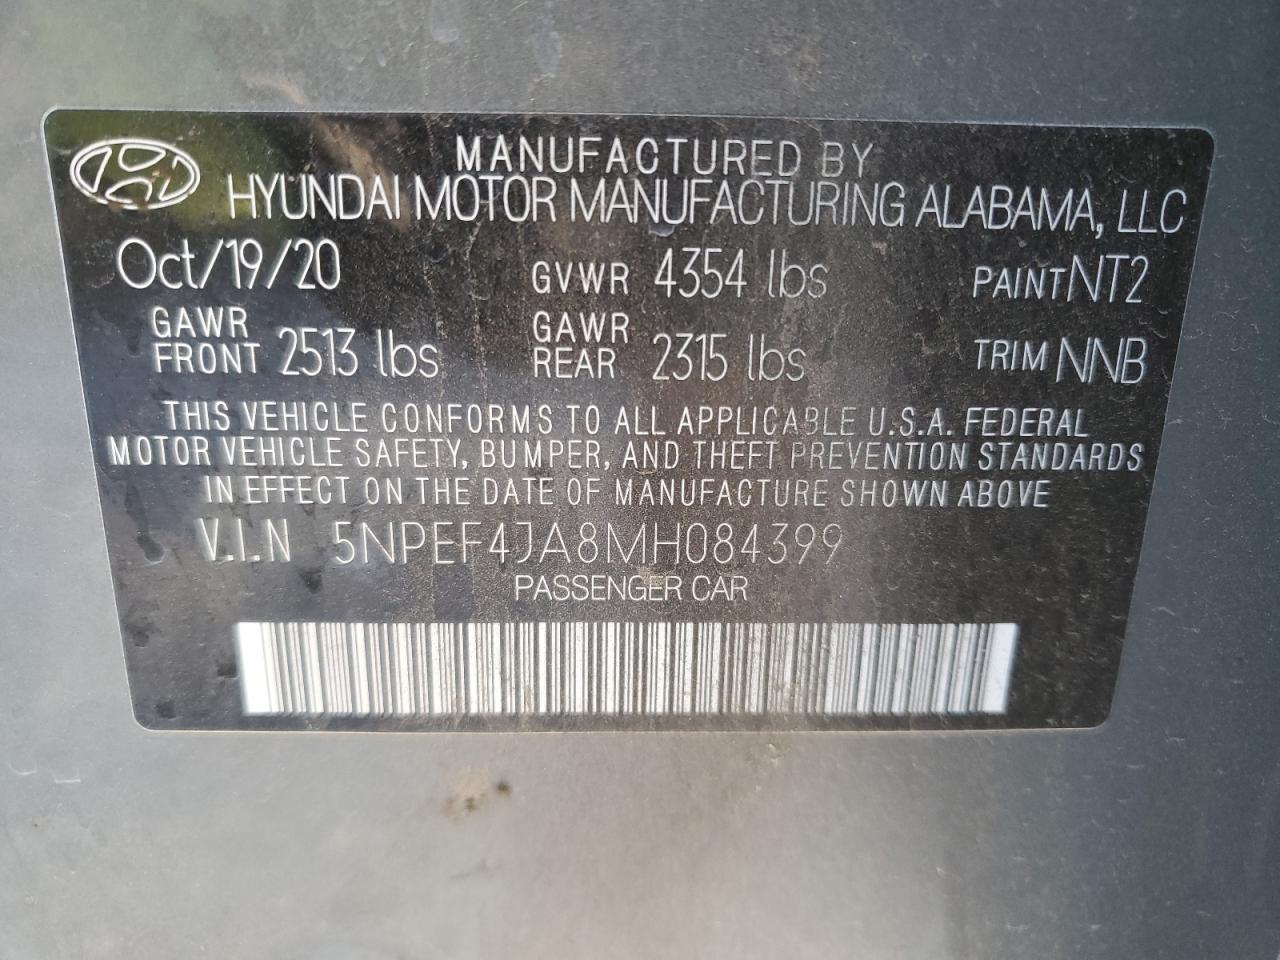 MANUFACTURED BY
HYUNDAI MOTOR MANUFACTURING ALABAMA, LLC
Oct/19/20 GVWR 4354 lbs PAINT NT2
GAWR FRONT 2513 lbs GAWR REAR 2315 lbs TRIM NNB
THIS VEHICLE CONFORMS TO ALL APPLICABLE U.S.A. FEDERAL
MOTOR VEHICLE SAFETY, BUMPER, AND THEFT PREVENTION STANDARDS
IN EFFECT ON THE DATE OF MANUFACTURE SHOWN ABOVE
V.I.N 5NPEF4JA8MH084399
PASSENGER CAR